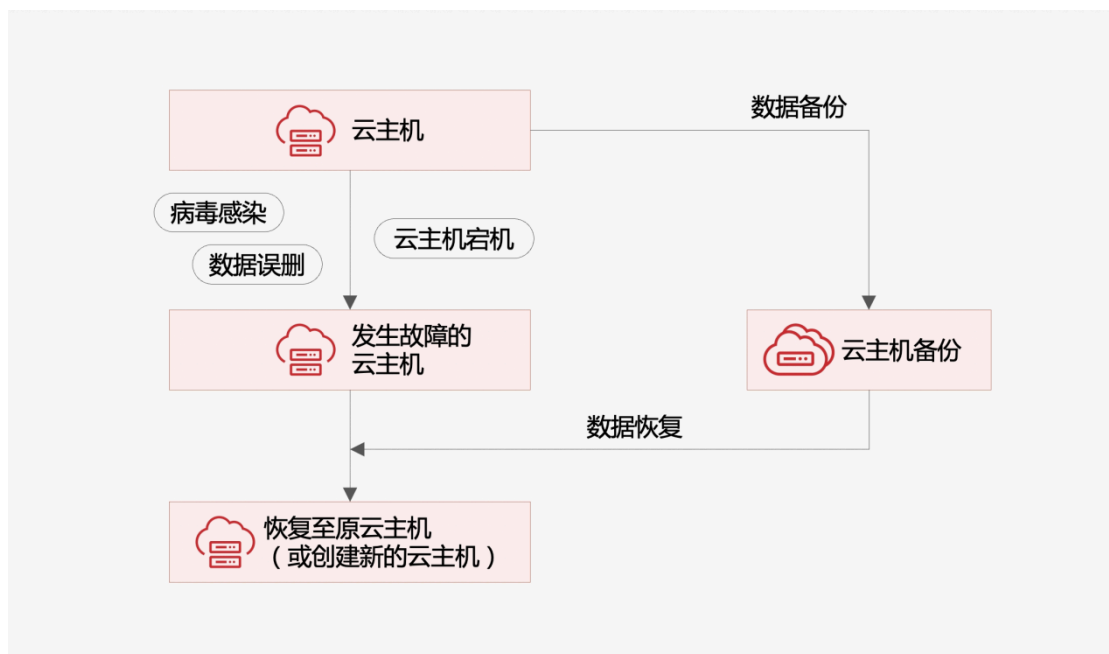 云主机
数据备份
病毒感染
云主机宕机
数据误删
发生故障的
云主机
云主机备份
数据恢复
恢复至原云主机
（或创建新的云主机）